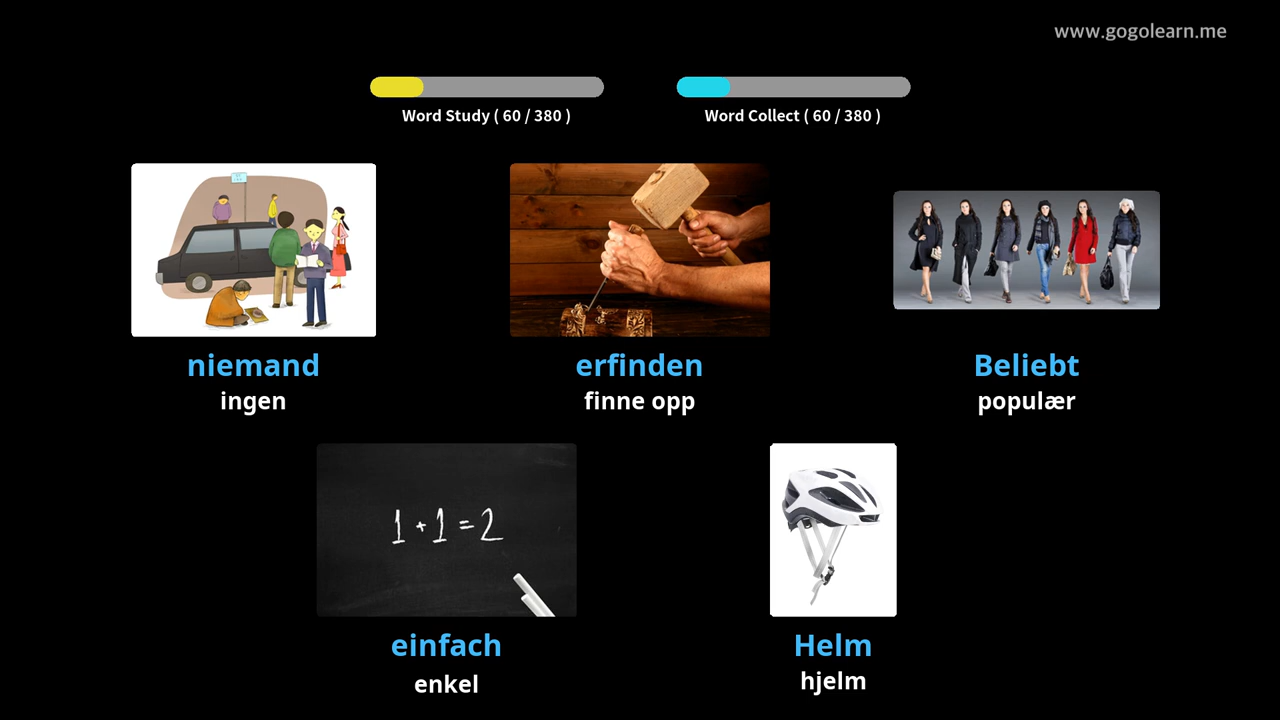 www.gogolearn.me
Word Study ( 60 / 380 )
Word Collect ( 60 / 380 )
niemand
ingen
erfinden
finne opp
Beliebt
populær
1 + 1 = 2
einfach
enkel
Helm
hjelm